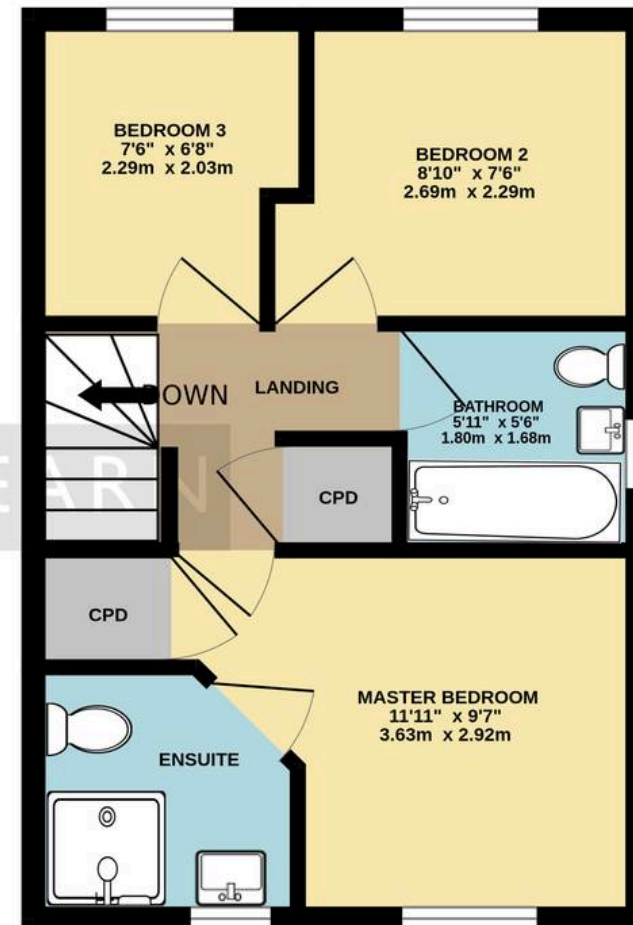 BEDROOM 3
7'6" x 6'8"
2.29m x 2.03m
BEDROOM 2
8'10" x 7'6"
2.69m x 2.29m
DOWN
LANDING
BATHROOM
5'11" x 5'6"
1.80m x 1.68m
EARN
CPD
CPD
MASTER BEDROOM
11'11" x 9'7"
3.63m x 2.92m
ENSUITE